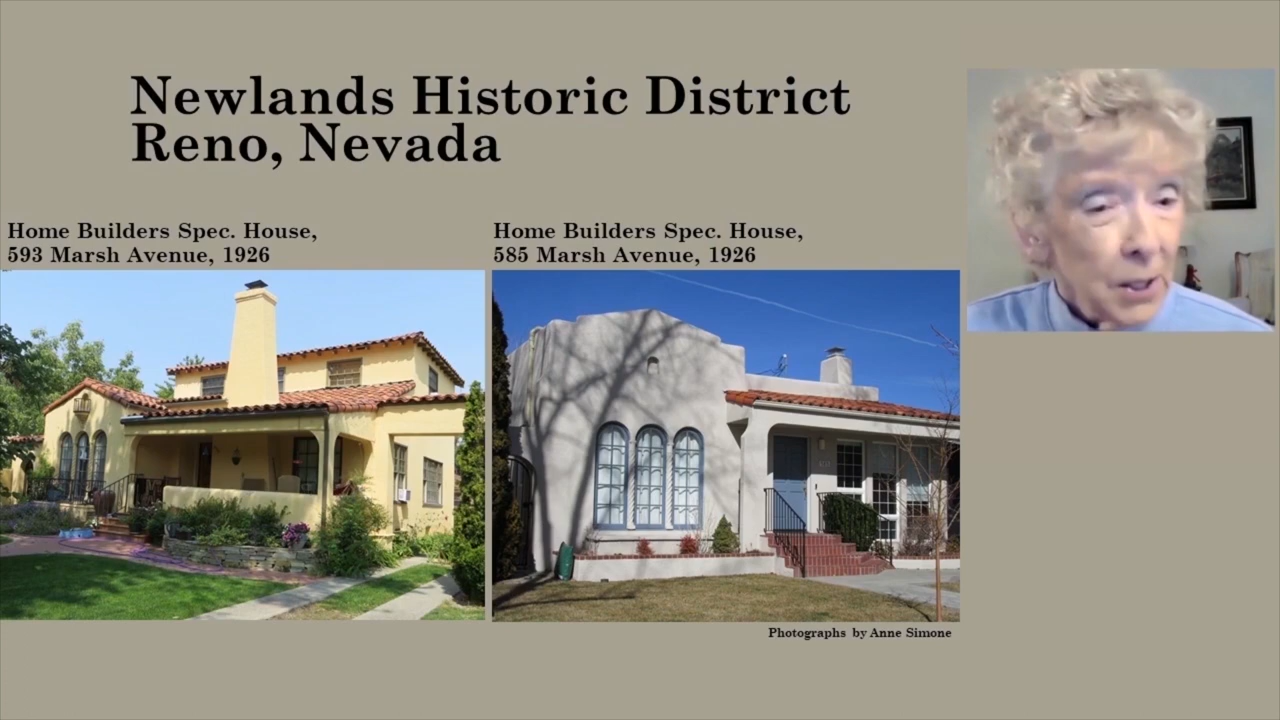 Newlands Historic District
Reno, Nevada
Home Builders Spec. House,
593 Marsh Avenue, 1926
Home Builders Spec. House,
585 Marsh Avenue, 1926
Photographs by Anne Simone